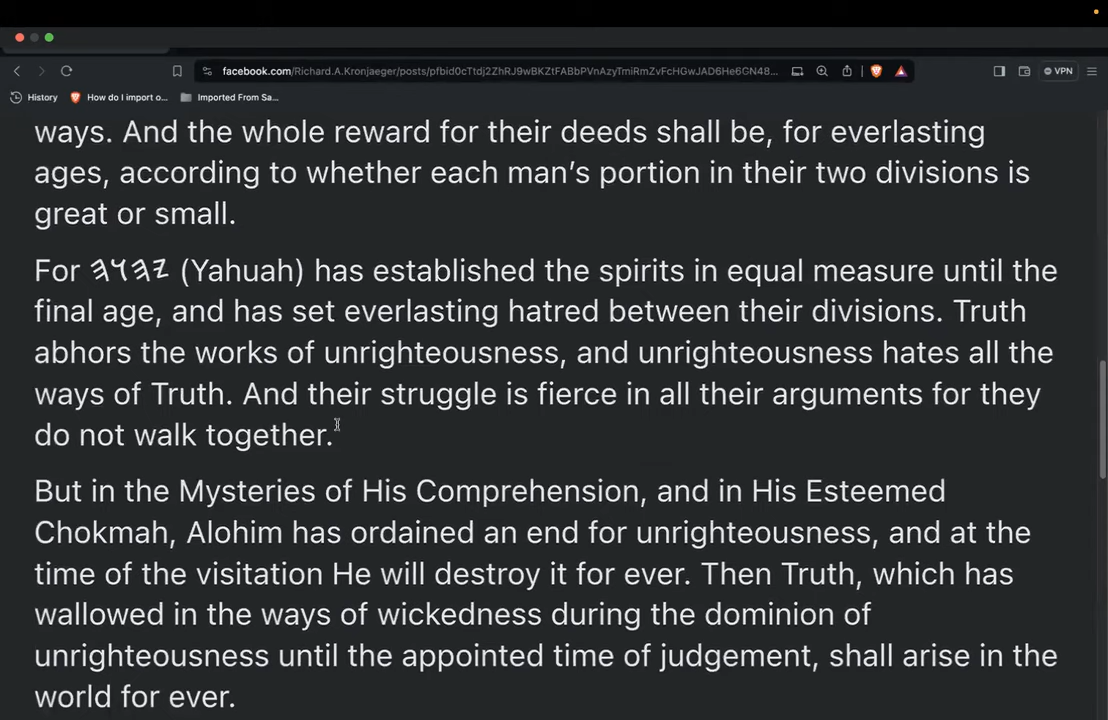 facebook.com/Richard.A.Kronjaeger/posts/pfbid0cTtdj2ZhRJ9wBKZtFABbPVnAzyTmiRmZvFcHGwJAD6He6GN48...
VPN
History
How do I import o...
Imported From Sa...
ways. And the whole reward for their deeds shall be, for everlasting
ages, according to whether each man’s portion in their two divisions is
great or small.
For 𐤉𐤄𐤅𐤄 (Yahuah) has established the spirits in equal measure until the
final age, and has set everlasting hatred between their divisions. Truth
abhors the works of unrighteousness, and unrighteousness hates all the
ways of Truth. And their struggle is fierce in all their arguments for they
do not walk together.
But in the Mysteries of His Comprehension, and in His Esteemed
Chokmah, Alohim has ordained an end for unrighteousness, and at the
time of the visitation He will destroy it for ever. Then Truth, which has
wallowed in the ways of wickedness during the dominion of
unrighteousness until the appointed time of judgement, shall arise in the
world for ever.